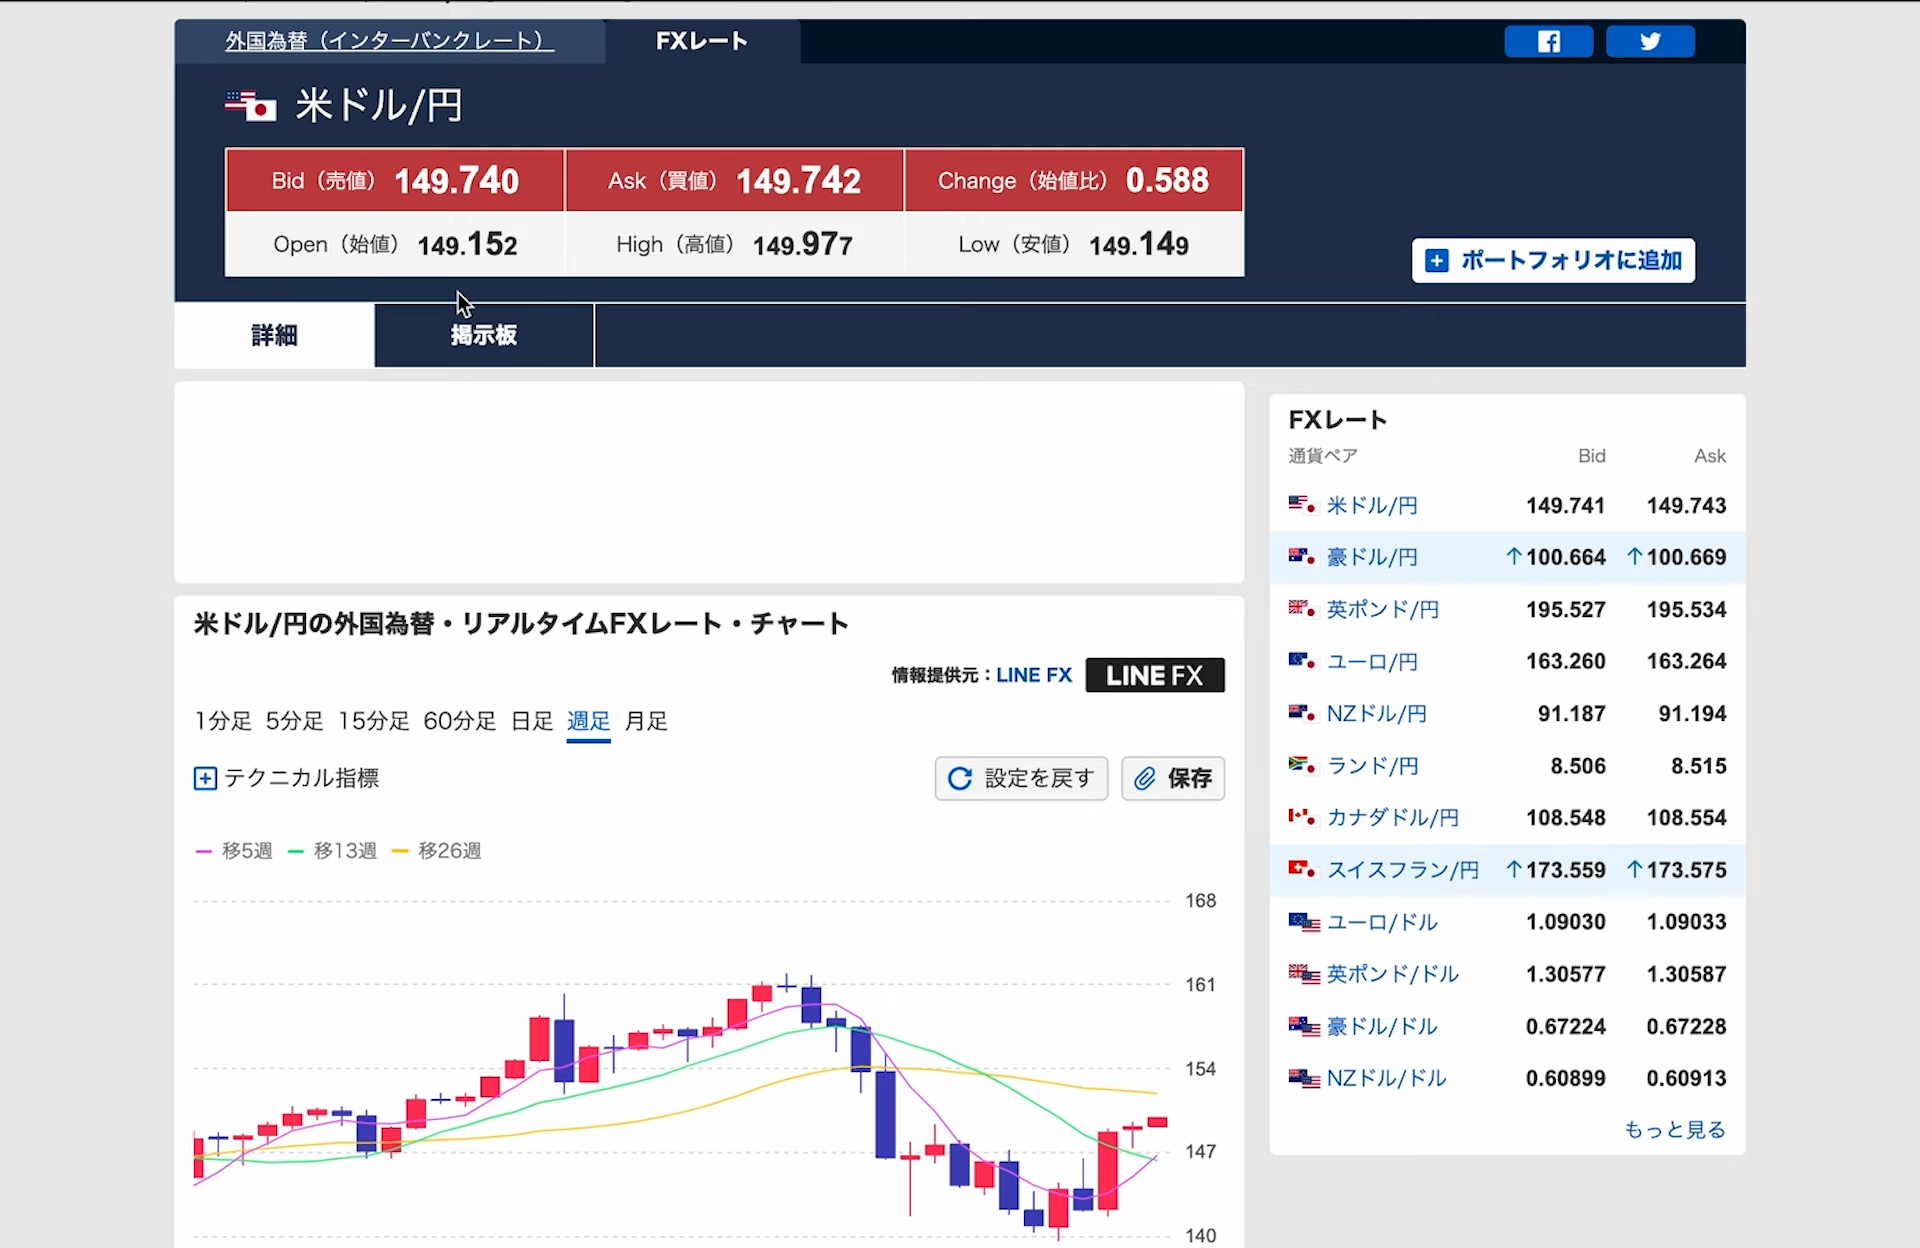 外国為替（インターバンクレート）
FXレート
米ドル/円
Bid（売値） 149.740 Ask（買値） 149.742 Change（始値比） 0.588
Open（始値） 149.152 High（高値） 149.977 Low（安値） 149.149
ポートフォリオに追加
詳細 掲示板
米ドル/円の外国為替・リアルタイムFXレート・チャート
情報提供元：LINE FX LINE FX
1分足 5分足 15分足 60分足 日足 週足 月足
テクニカル指標 設定を戻す 保存
移5週 移13週 移26週
168
161
154
147
140
FXレート
通貨ペア Bid Ask
米ドル/円 149.741 149.743
豪ドル/円 ↑100.664 ↑100.669
英ポンド/円 195.527 195.534
ユーロ/円 163.260 163.264
NZドル/円 91.187 91.194
ランド/円 8.506 8.515
カナダドル/円 108.548 108.554
スイスフラン/円 ↑173.559 ↑173.575
ユーロ/ドル 1.09030 1.09033
英ポンド/ドル 1.30577 1.30587
豪ドル/ドル 0.67224 0.67228
NZドル/ドル 0.60899 0.60913
もっと見る